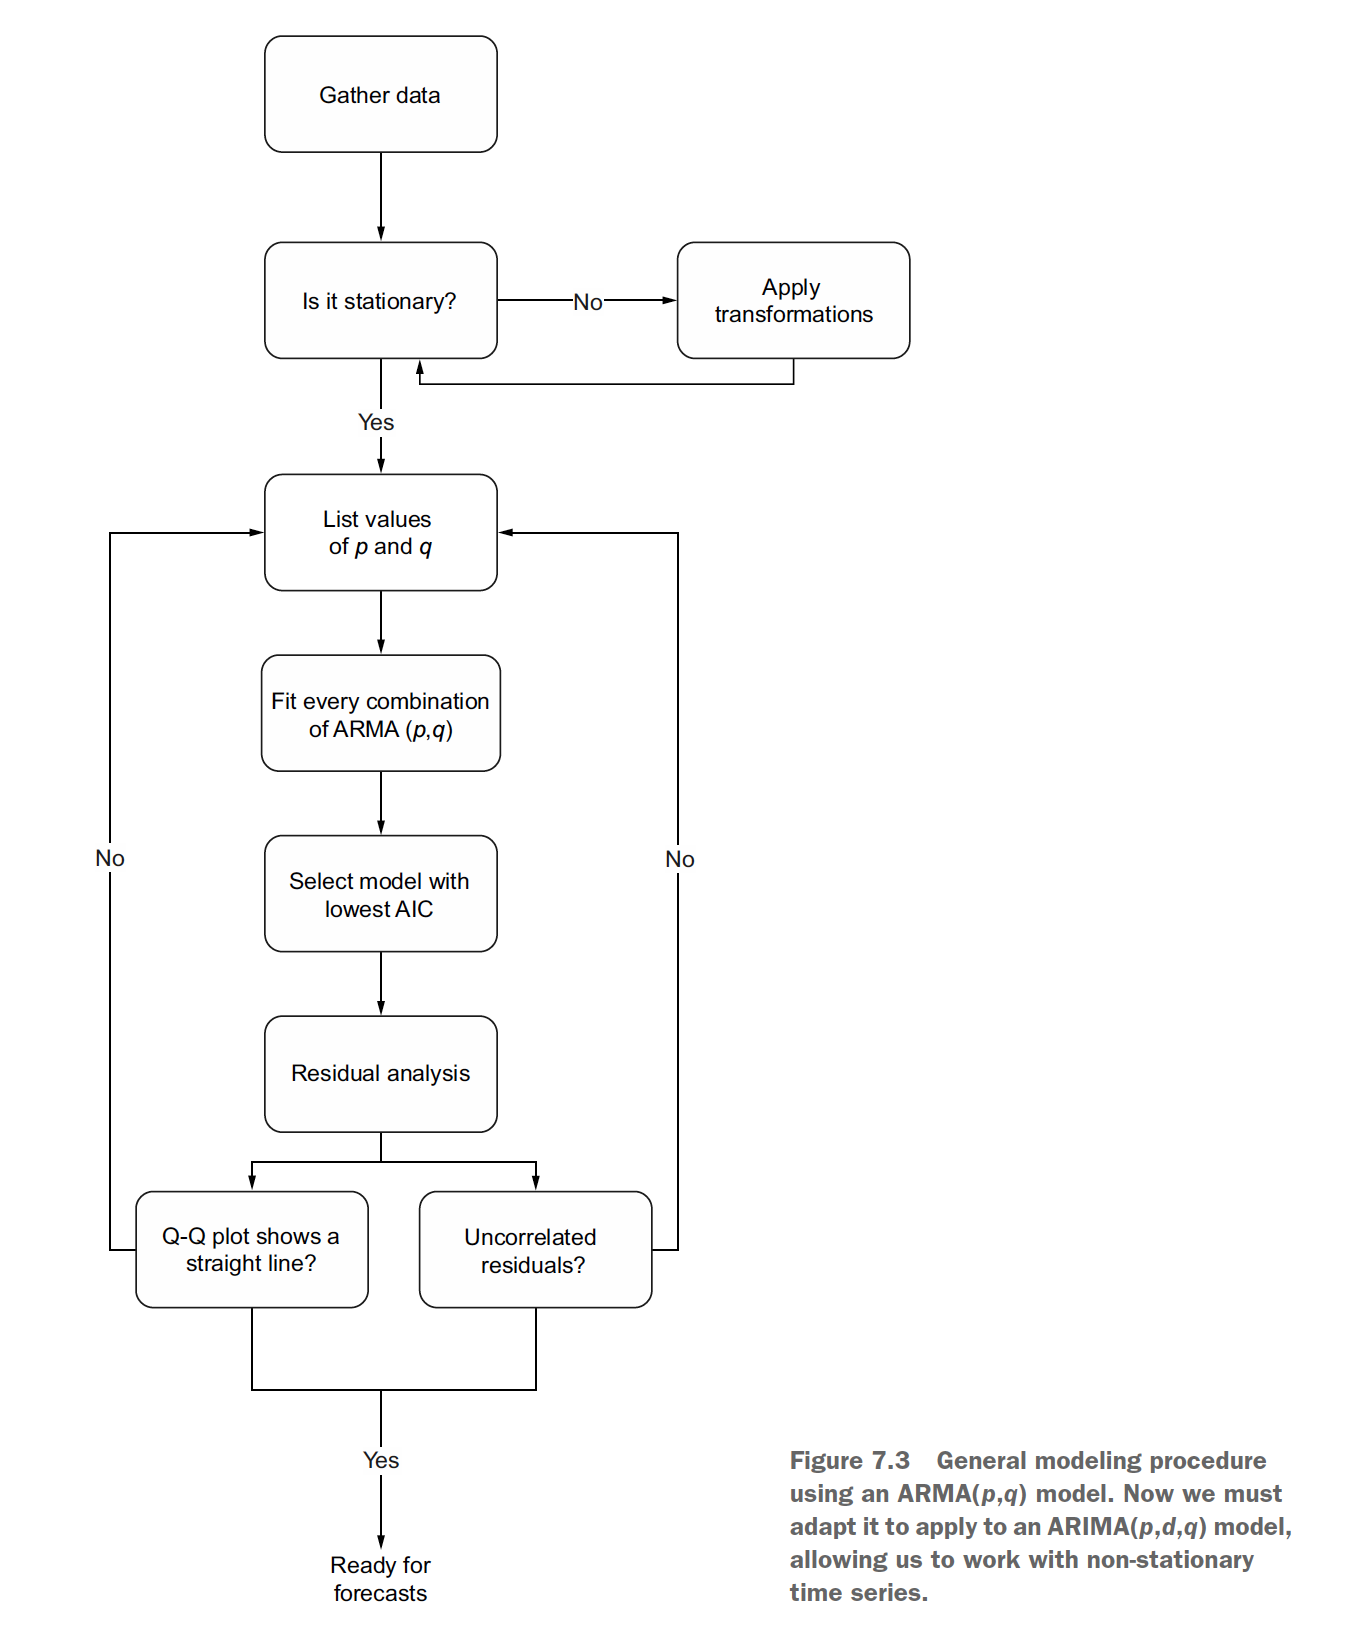 Gather data
Is it stationary?
No
Apply
transformations
Yes
List values
of p and q
Fit every combination
of ARMA (p,q)
Select model with
lowest AIC
No
No
Residual analysis
Q-Q plot shows a
straight line?
Uncorrelated
residuals?
Yes
Ready for
forecasts
Figure 7.3 General modeling procedure
using an ARMA(p,q) model. Now we must
adapt it to apply to an ARIMA(p,d,q) model,
allowing us to work with non-stationary
time series.